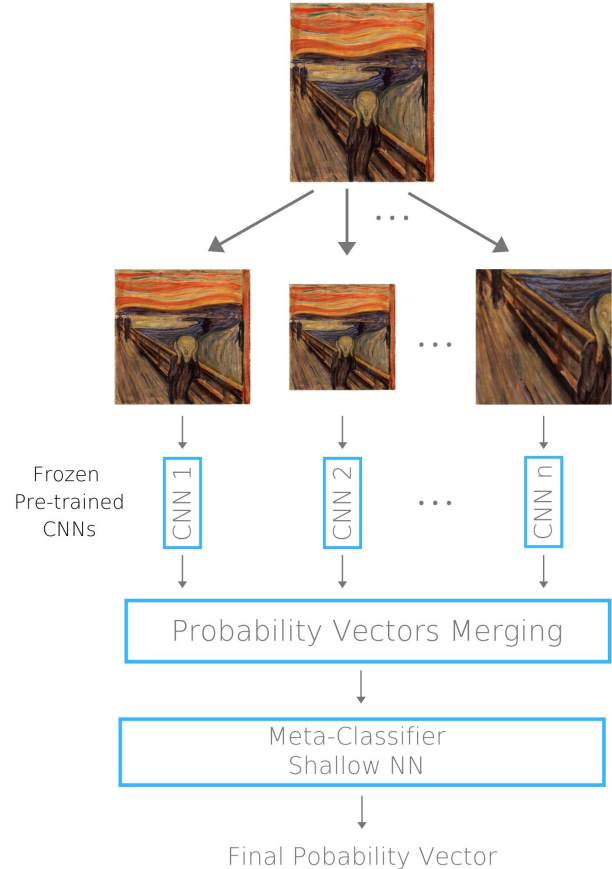 Frozen
Pre-trained
CNNs
CNN 1
CNN 2
...
CNN n
Probability Vectors Merging
Meta-Classifier
Shallow NN
Final Pobability Vector